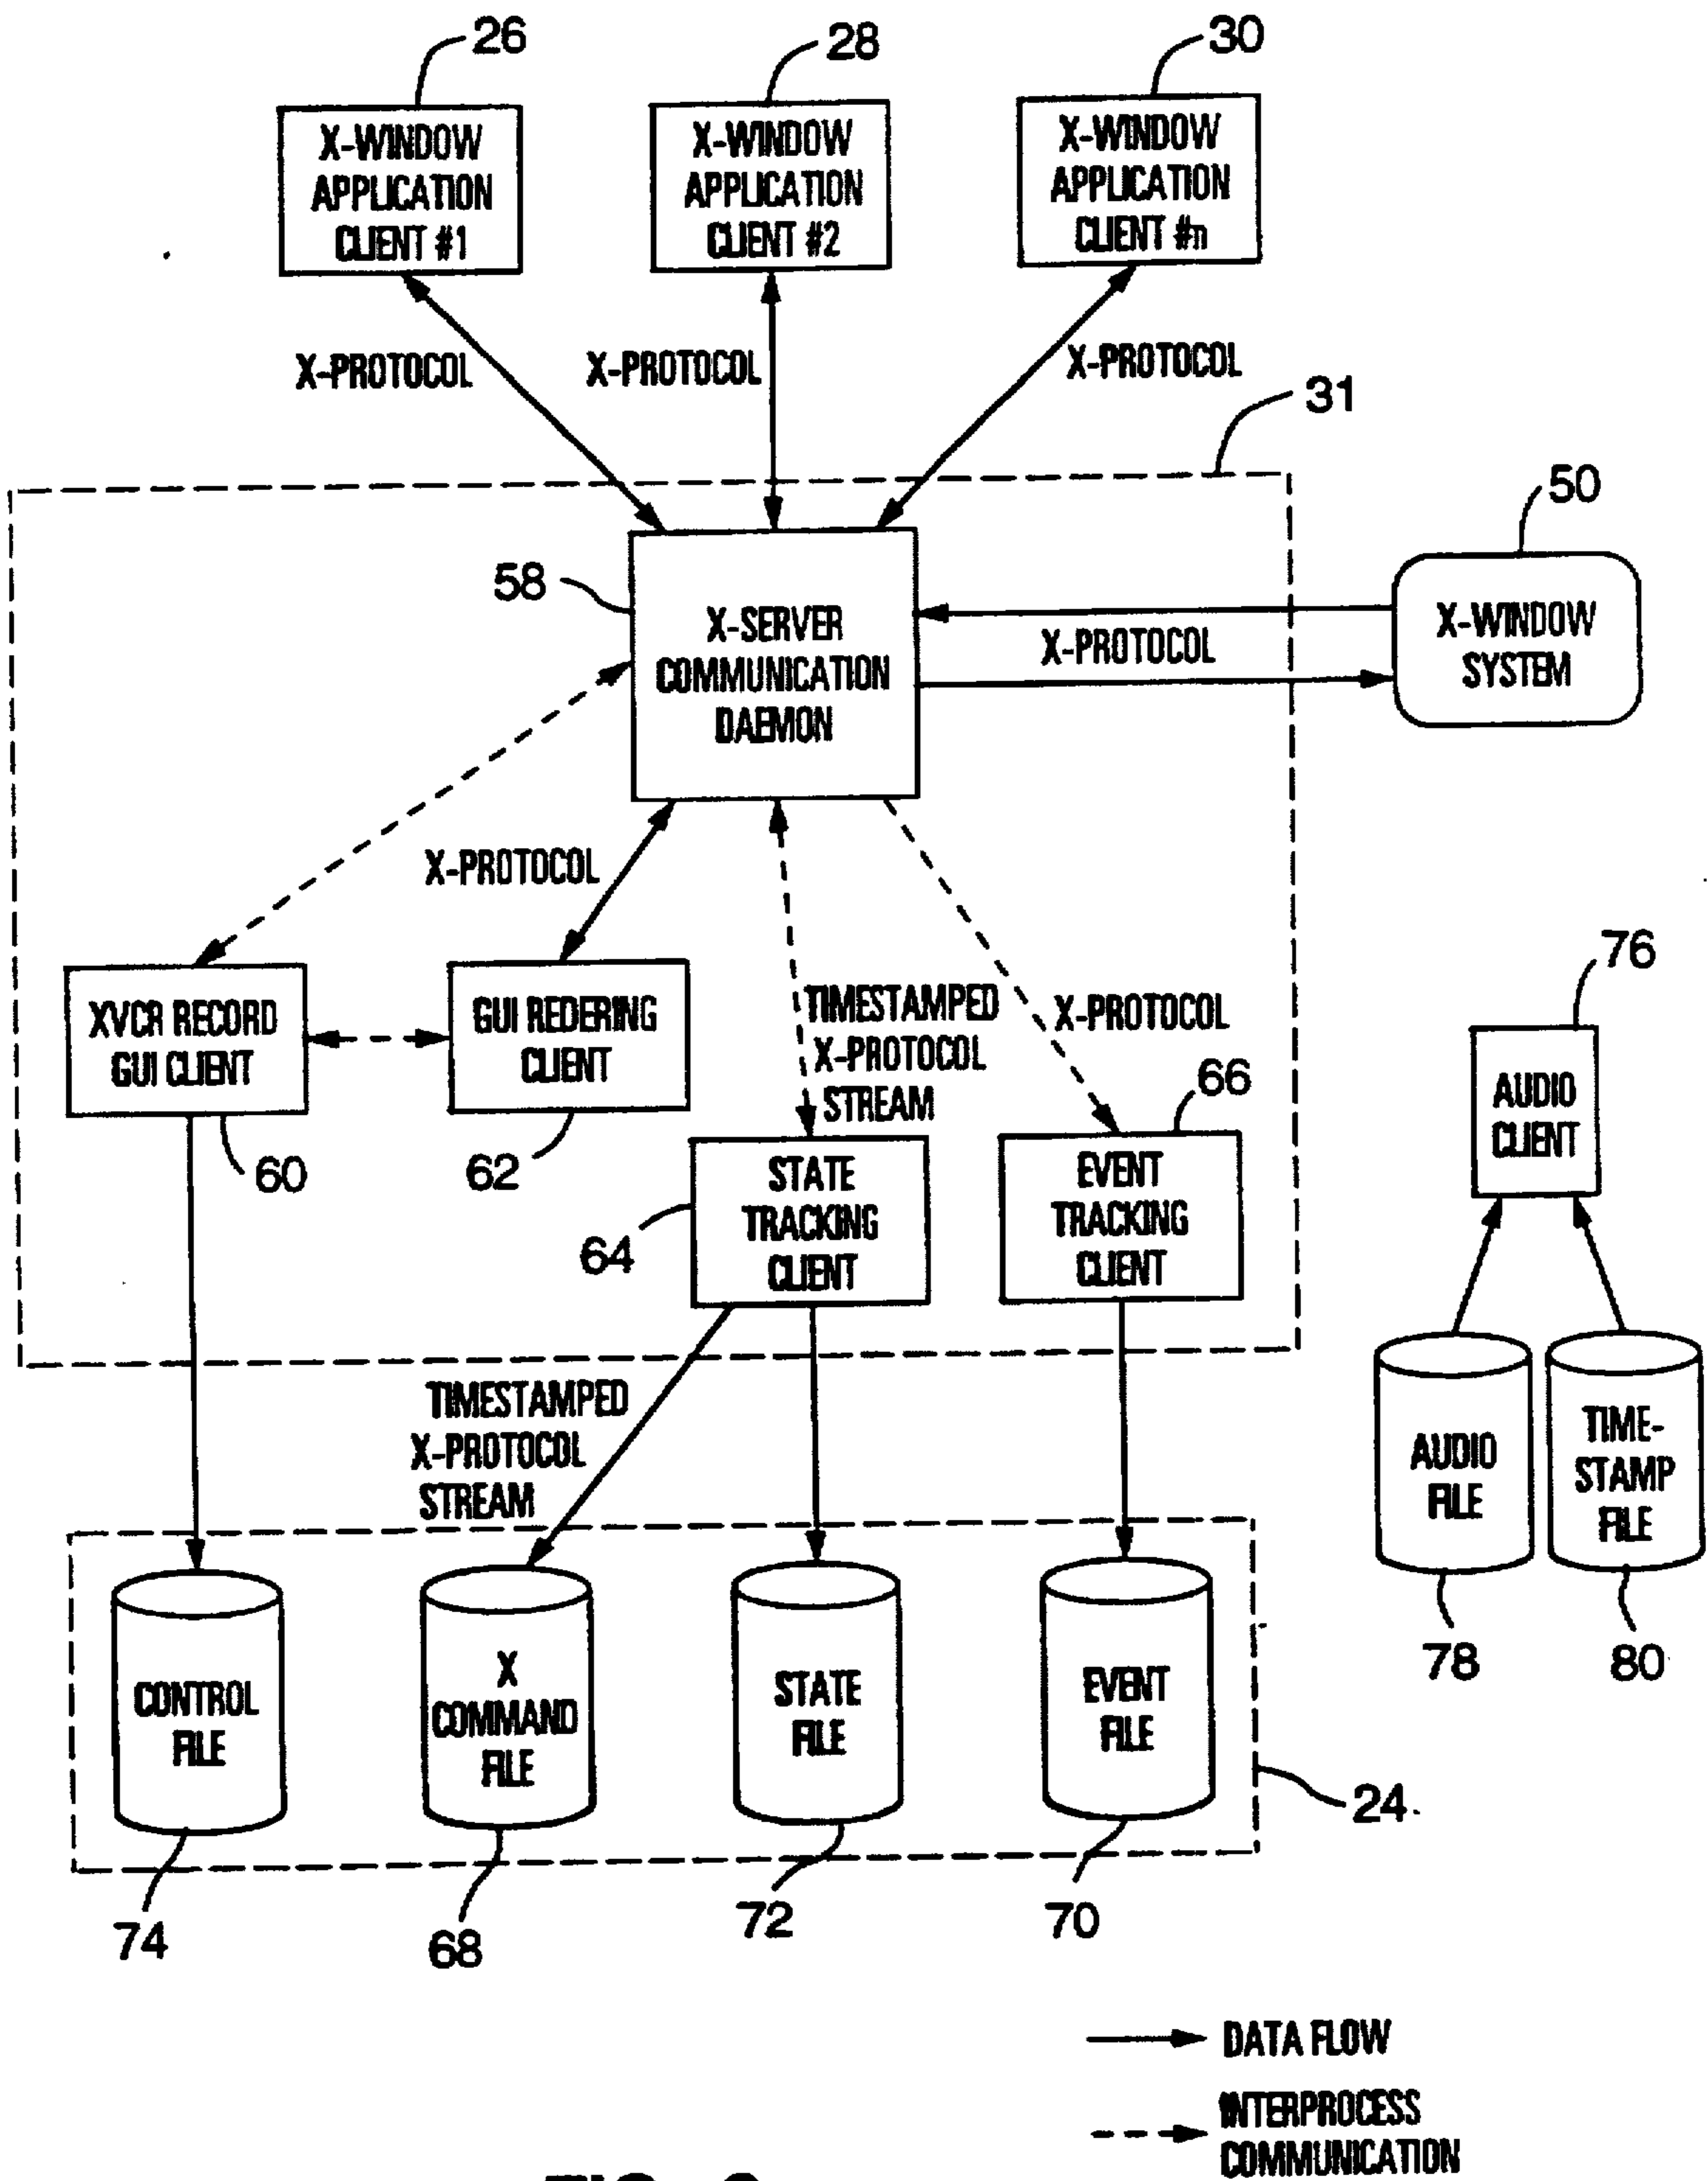 26
28
30
X-WINDOW
APPLICATION
CLIENT #1
X-WINDOW
APPLICATION
CLIENT #2
X-WINDOW
APPLICATION
CLIENT #n
X-PROTOCOL
X-PROTOCOL
X-PROTOCOL
31
50
58
X-SERVER
COMMUNICATION
DAEMON
X-PROTOCOL
X-WINDOW
SYSTEM
X-PROTOCOL
XVCR RECORD
GUI CLIENT
60
GUI REDERING
CLIENT
62
TIMESTAMPED
X-PROTOCOL
STREAM
X-PROTOCOL
66
76
AUDIO
CLIENT
64
STATE
TRACKING
CLIENT
EVENT
TRACKING
CLIENT
TIMESTAMPED
X-PROTOCOL
STREAM
AUDIO
FILE
TIME-
STAMP
FILE
78
80
CONTROL
FILE
X
COMMAND
FILE
STATE
FILE
EVENT
FILE
24
74
68
72
70
DATA FLOW
INTERPROCESS
COMMUNICATION